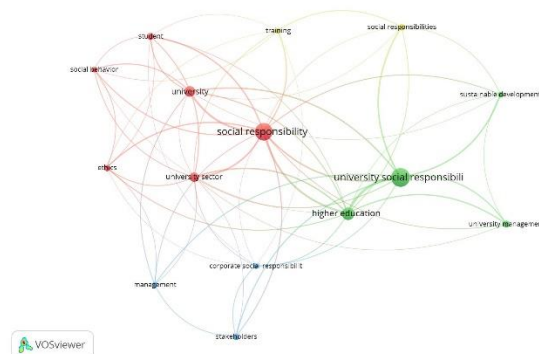 student
training
social responsibilities
social behavior
university
sustainable development
social responsibility
ethics
university sector
university social responsibili
higher education
university management
corporate social responsibilit
management
stakeholders
VOSviewer